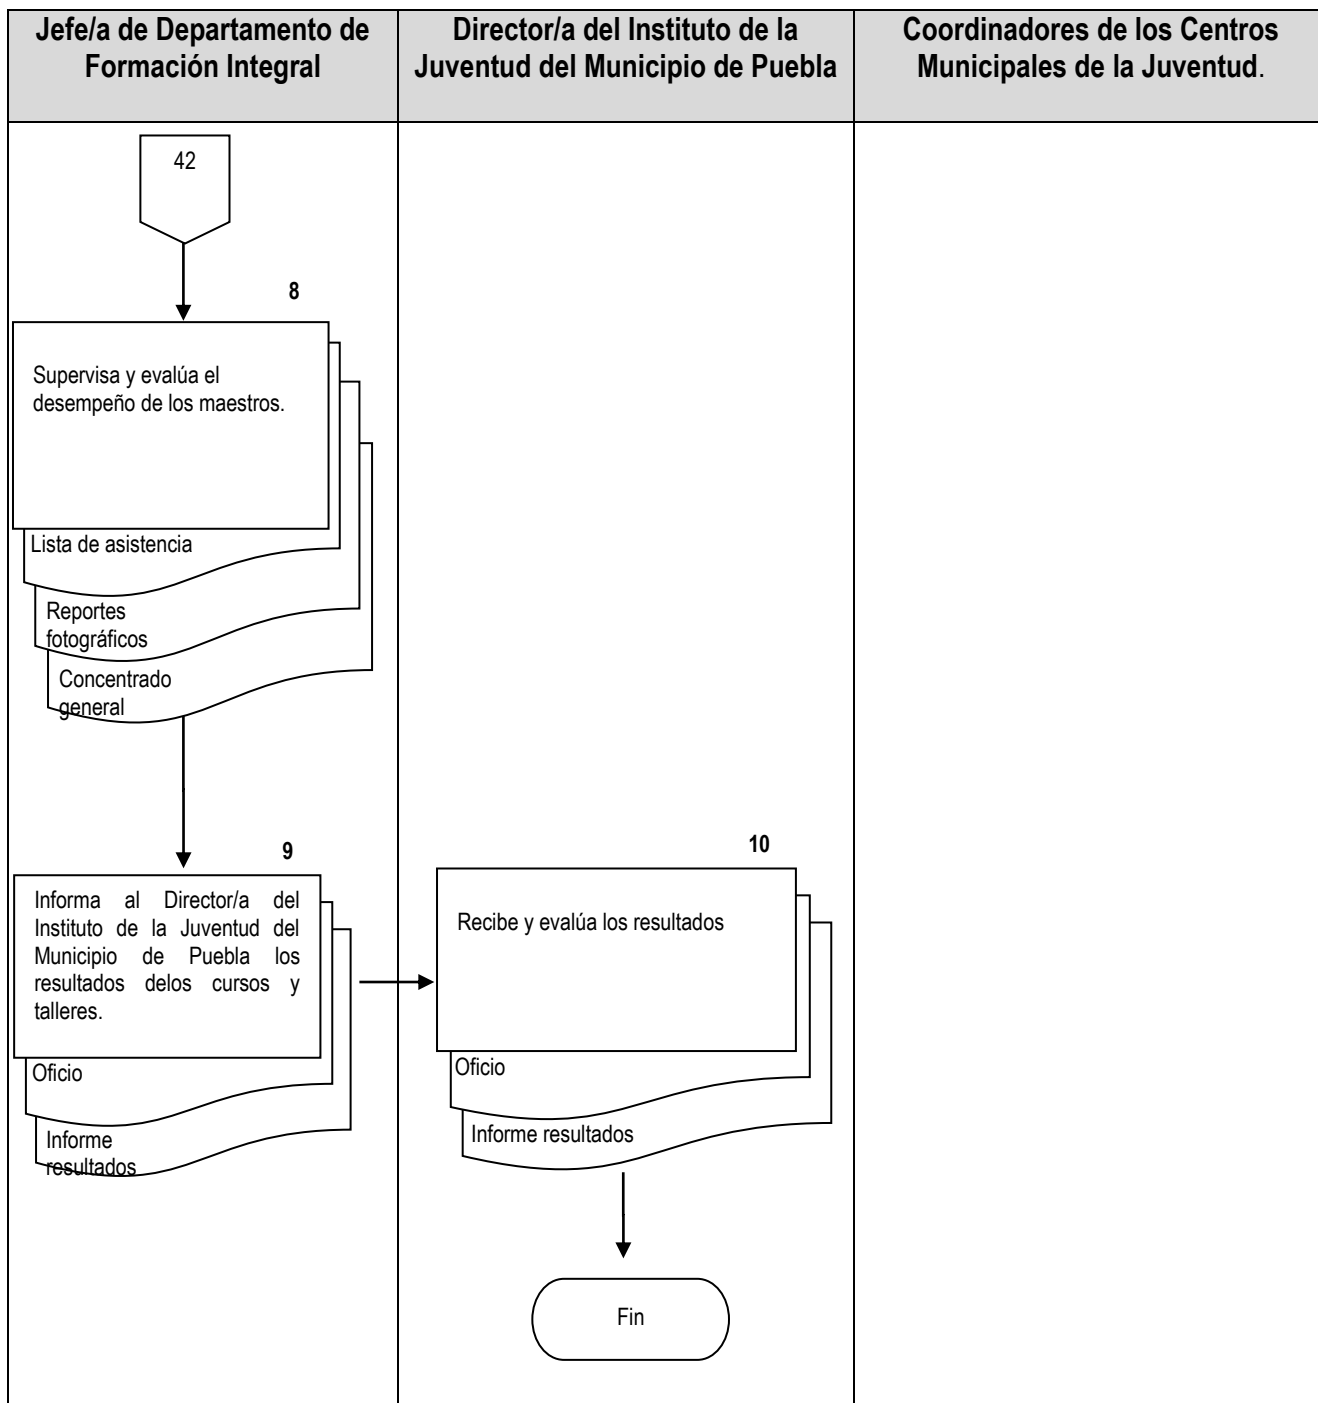 Jefe/a de Departamento de
Formación Integral
Director/a del Instituto de la
Juventud del Municipio de Puebla
Coordinadores de los Centros
Municipales de la Juventud.
42
8
Supervisa y evalúa el
desempeño de los maestros.
Lista de asistencia
Reportes
fotográficos
Concentrado
general
9
Informa al Director/a del
Instituto de la Juventud del
Municipio de Puebla los
resultados delos cursos y
talleres.
Oficio
Informe
resultados
10
Recibe y evalúa los resultados
Oficio
Informe resultados
Fin